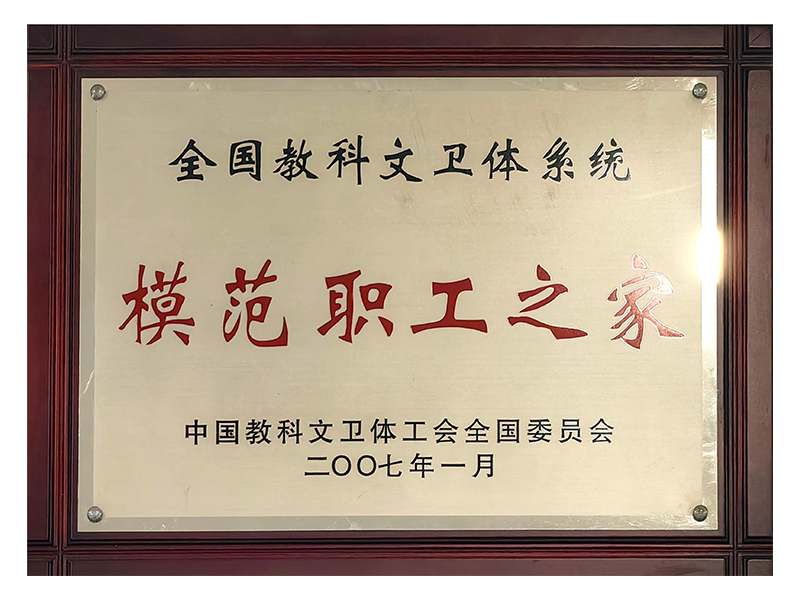 全国教科文卫体系统
模范职工之家
中国教科文卫体工会全国委员会
二〇〇七年一月